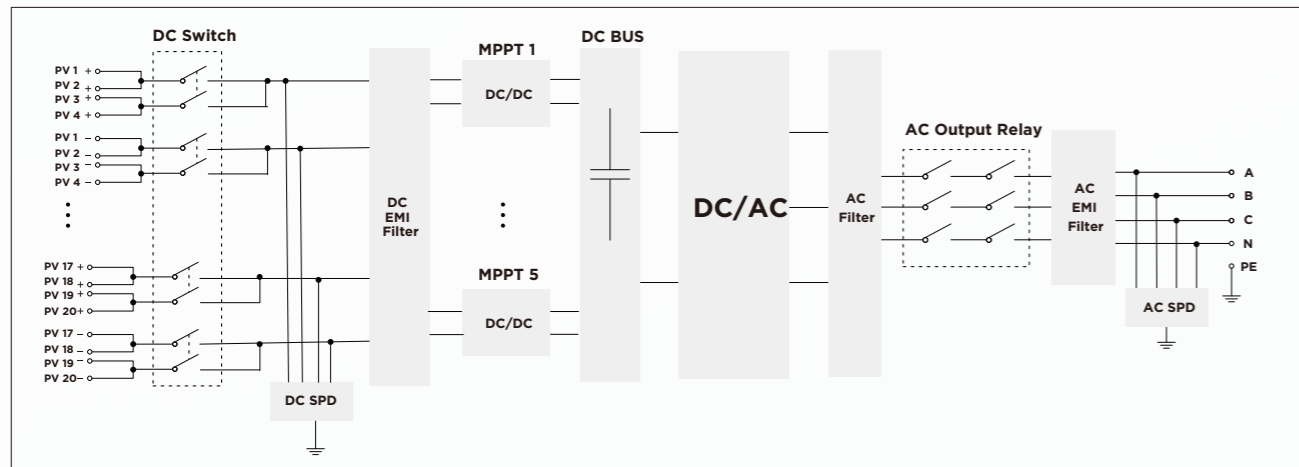 DC Switch
PV 1 +
PV 2 +
PV 3 +
PV 4 +
PV 1 −
PV 2 −
PV 3 −
PV 4 −
PV 17 +
PV 18 +
PV 19 +
PV 20+
PV 17 −
PV 18 −
PV 19 −
PV 20−
DC SPD
DC
EMI
Filter
MPPT 1
DC/DC
MPPT 5
DC/DC
DC BUS
DC/AC
AC
Filter
AC Output Relay
AC
EMI
Filter
A
B
C
N
PE
AC SPD